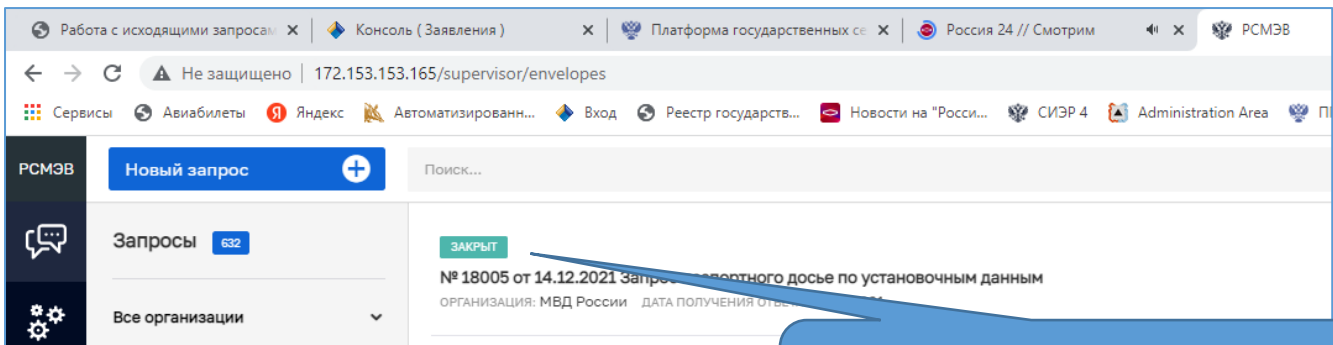 Работа с исходящими запросам
Консоль ( Заявления )
Платформа государственных се
Россия 24 // Смотрим
РСМЭВ
Не защищено | 172.153.153.165/supervisor/envelopes
Сервисы Авиабилеты Яндекс Автоматизированн... Вход Реестр государств... Новости на "Росси... СИЭР 4 Administration Area
РСМЭВ
Новый запрос
Поиск...
Запросы 632
ЗАКРЫТ
№ 18005 от 14.12.2021 досье по установочным данным
ОРГАНИЗАЦИЯ: МВД России ДАТА ПОЛУЧЕНИЯ
Все организации